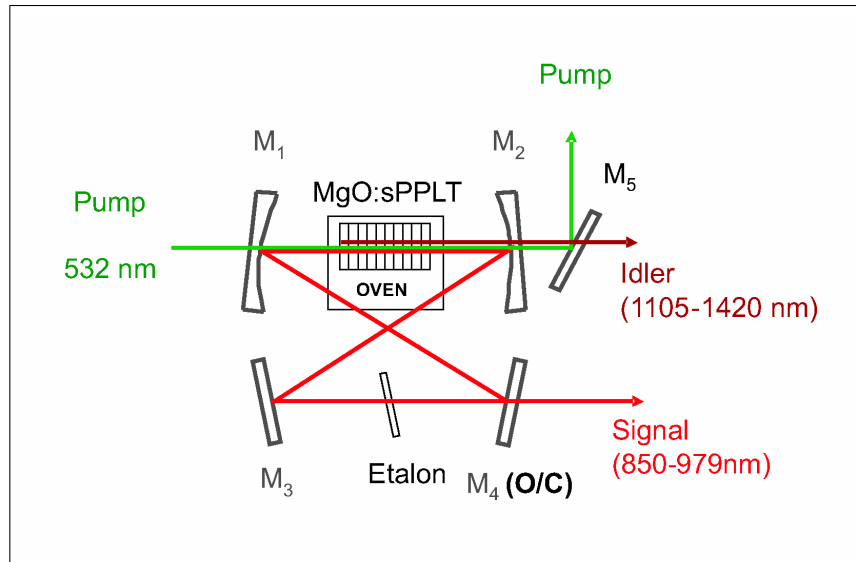 Pump
M1
M2
M5
MgO:sPPLT
Pump
532 nm
OVEN
Idler
(1105-1420 nm)
Signal
(850-979nm)
M3
Etalon
M4 (O/C)